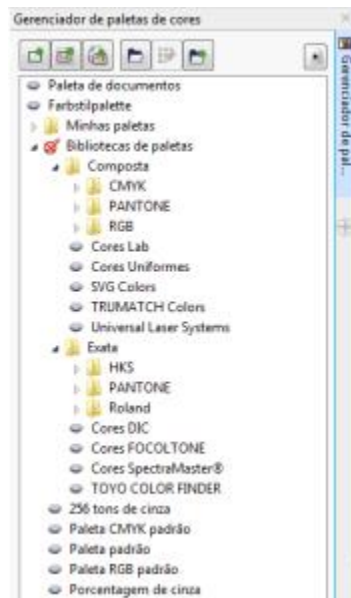 Gerenciador de paletas de cores
Paleta de documentos
Farbstilpalette
Minhas paletas
Bibliotecas de paletas
Composta
CMYK
PANTONE
RGB
Cores Lab
Cores Uniformes
SVG Colors
TRUMATCH Colors
Universal Laser Systems
Exata
HKS
PANTONE
Roland
Cores DIC
Cores FOCOLTONE
Cores SpectraMaster®
TOYO COLOR FINDER
256 tons de cinza
Paleta CMYK padrão
Paleta padrão
Paleta RGB padrão
Porcentagem de cinza
Gerenciador de pal...